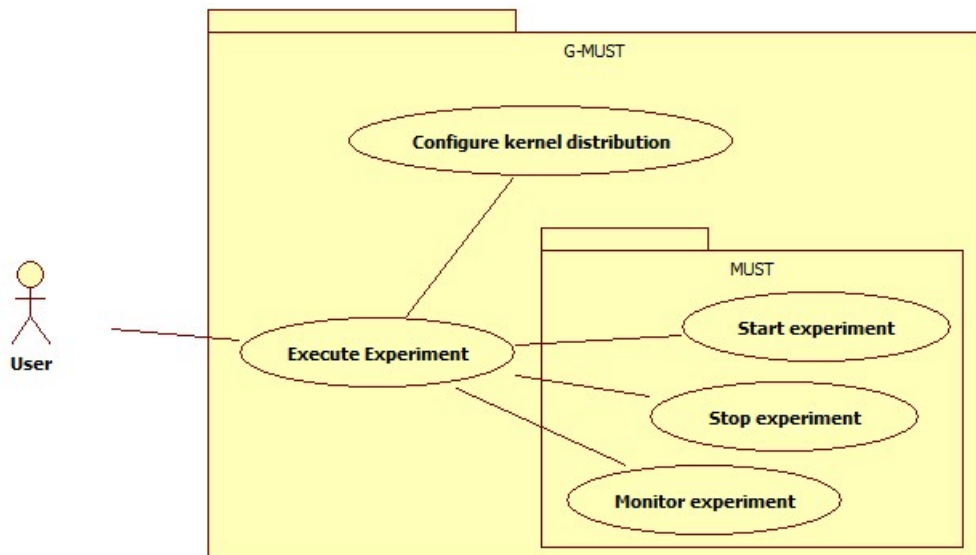 G-MUST
Configure kernel distribution
MUST
Start experiment
User
Execute Experiment
Stop experiment
Monitor experiment